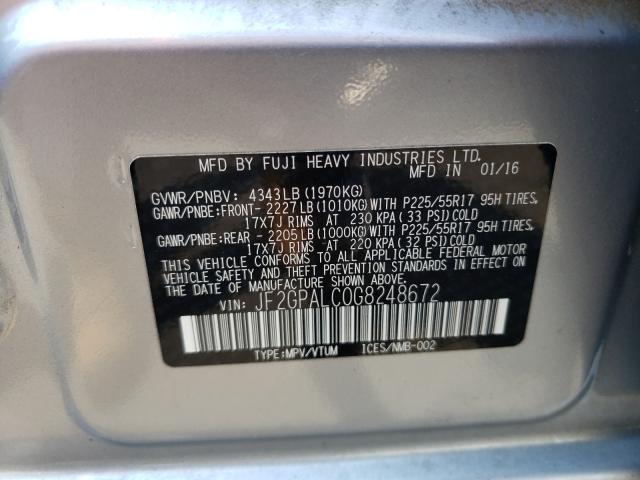 MFD BY FUJI HEAVY INDUSTRIES LTD.
MFD IN 01/16
GVWR/PNBV: 4343LB (1970KG)
GAWR/PNBE: FRONT- 2227LB (1010KG) WITH P225/55R17 95H TIRES,
17X7J RIMS AT 230 KPA (33 PSI) COLD
GAWR/PNBE: REAR - 2205LB (1000KG) WITH P225/55R17 95H TIRES,
17X7J RIMS AT 220 KPA (32 PSI) COLD
THIS VEHICLE CONFORMS TO ALL APPLICABLE FEDERAL MOTOR
VEHICLE SAFETY AND THEFT PREVENTION STANDARDS IN EFFECT ON
THE DATE OF MANUFACTURE SHOWN ABOVE.
VIN: JF2GPALC0G8248672
TYPE:MPV/VTUM ICES/NMB-002